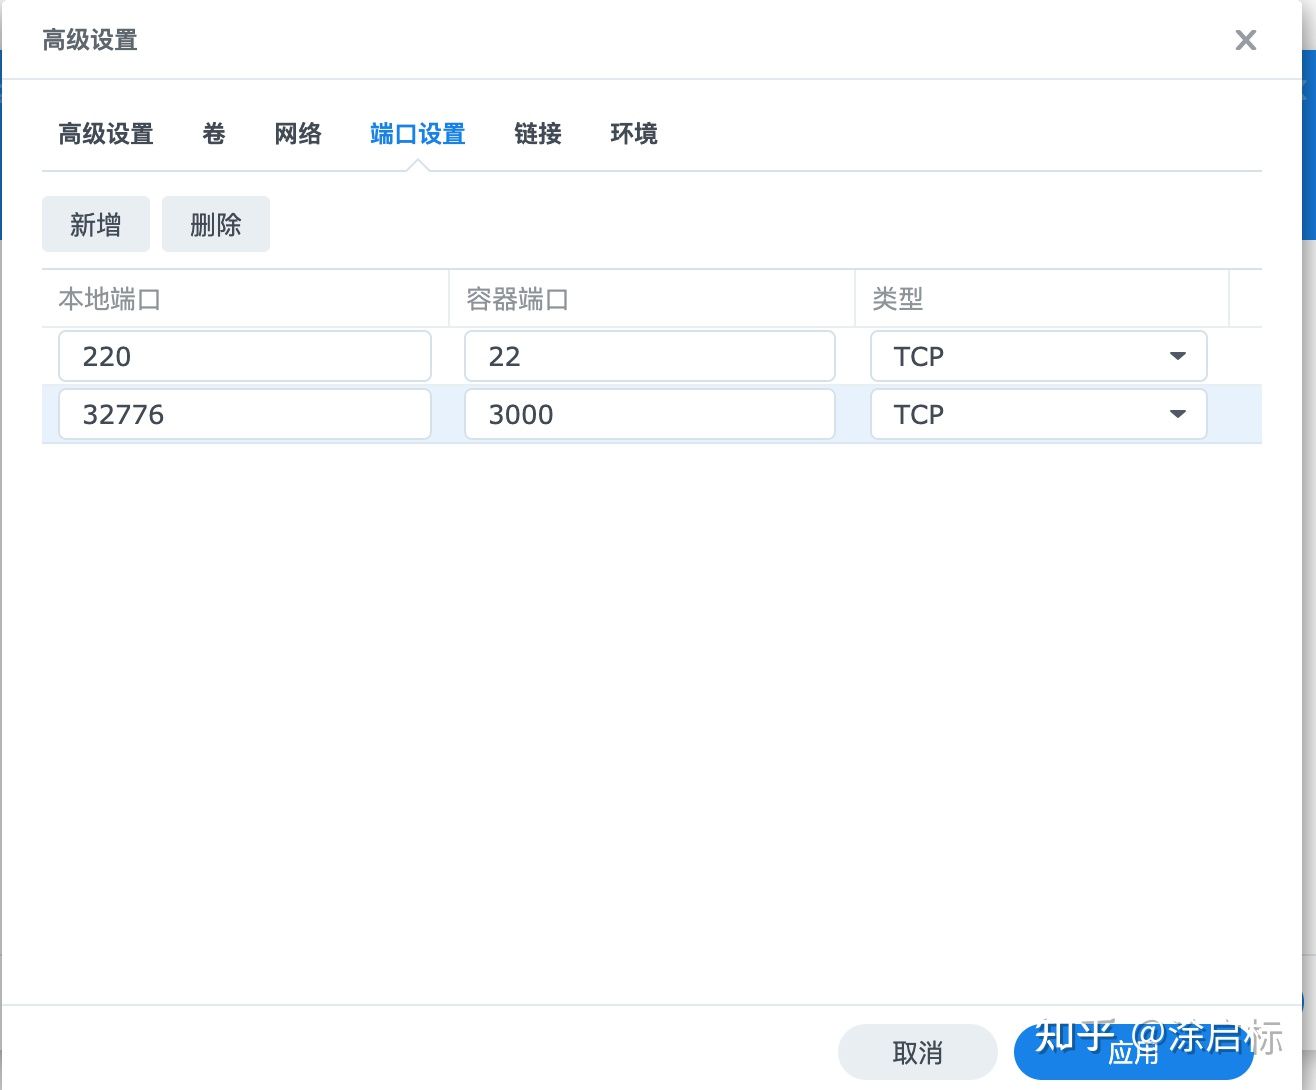 高级设置
高级设置 卷 网络 端口设置 链接 环境
新增 删除
本地端口 容器端口 类型
220 22 TCP
32776 3000 TCP
取消 应用
知乎 @涂启标